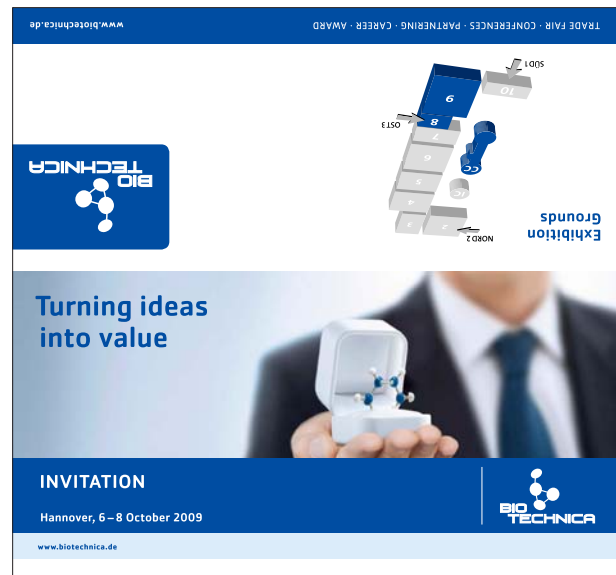 www.biotechnica.de
TRADE FAIR · CONFERENCES · PARTNERING · CAREER · AWARD
BIO
TECHNICA
Exhibition
Grounds
NORD 2
2
3
4
IC
5
6
CC
7
OST 3
8
9
10
SÜD 1
Turning ideas
into value
INVITATION
Hannover, 6 – 8 October 2009
BIO
TECHNICA
www.biotechnica.de